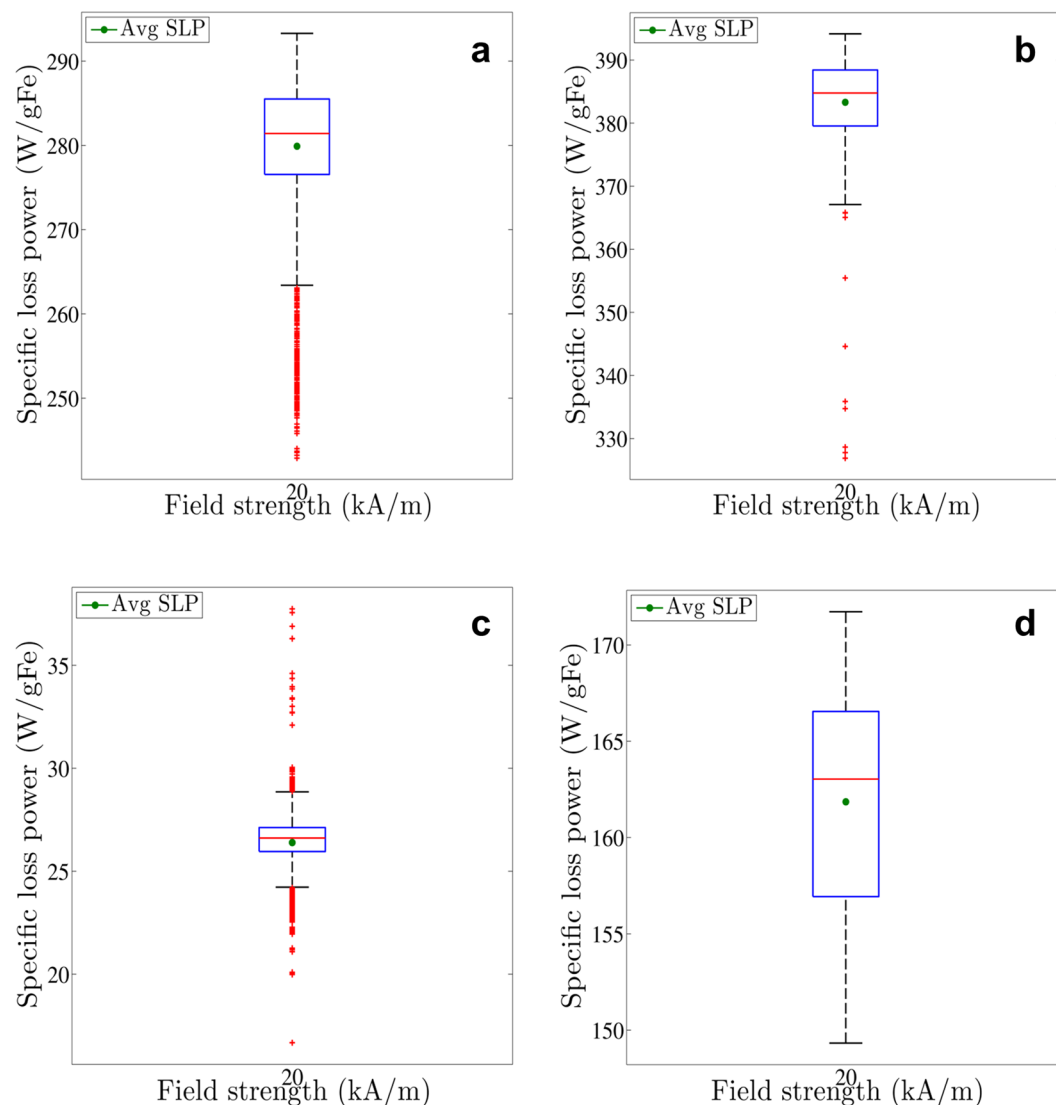 Avg SLP
a
Specific loss power (W/gFe)
290
280
270
260
250
20
Field strength (kA/m)
Avg SLP
b
Specific loss power (W/gFe)
390
380
370
360
350
340
330
20
Field strength (kA/m)
Avg SLP
c
Specific loss power (W/gFe)
35
30
25
20
20
Field strength (kA/m)
Avg SLP
d
Specific loss power (W/gFe)
170
165
160
155
150
20
Field strength (kA/m)